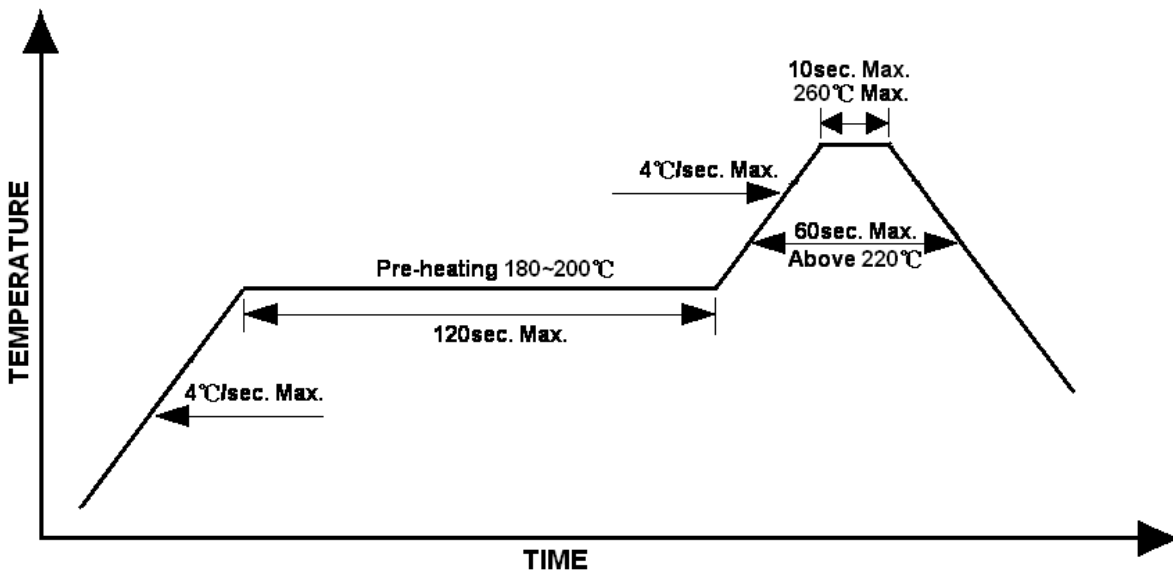 10sec. Max.
260℃ Max.
4℃/sec. Max.
60sec. Max.
Above 220℃
Pre-heating 180~200℃
120sec. Max.
4℃/sec. Max.
TEMPERATURE
TIME